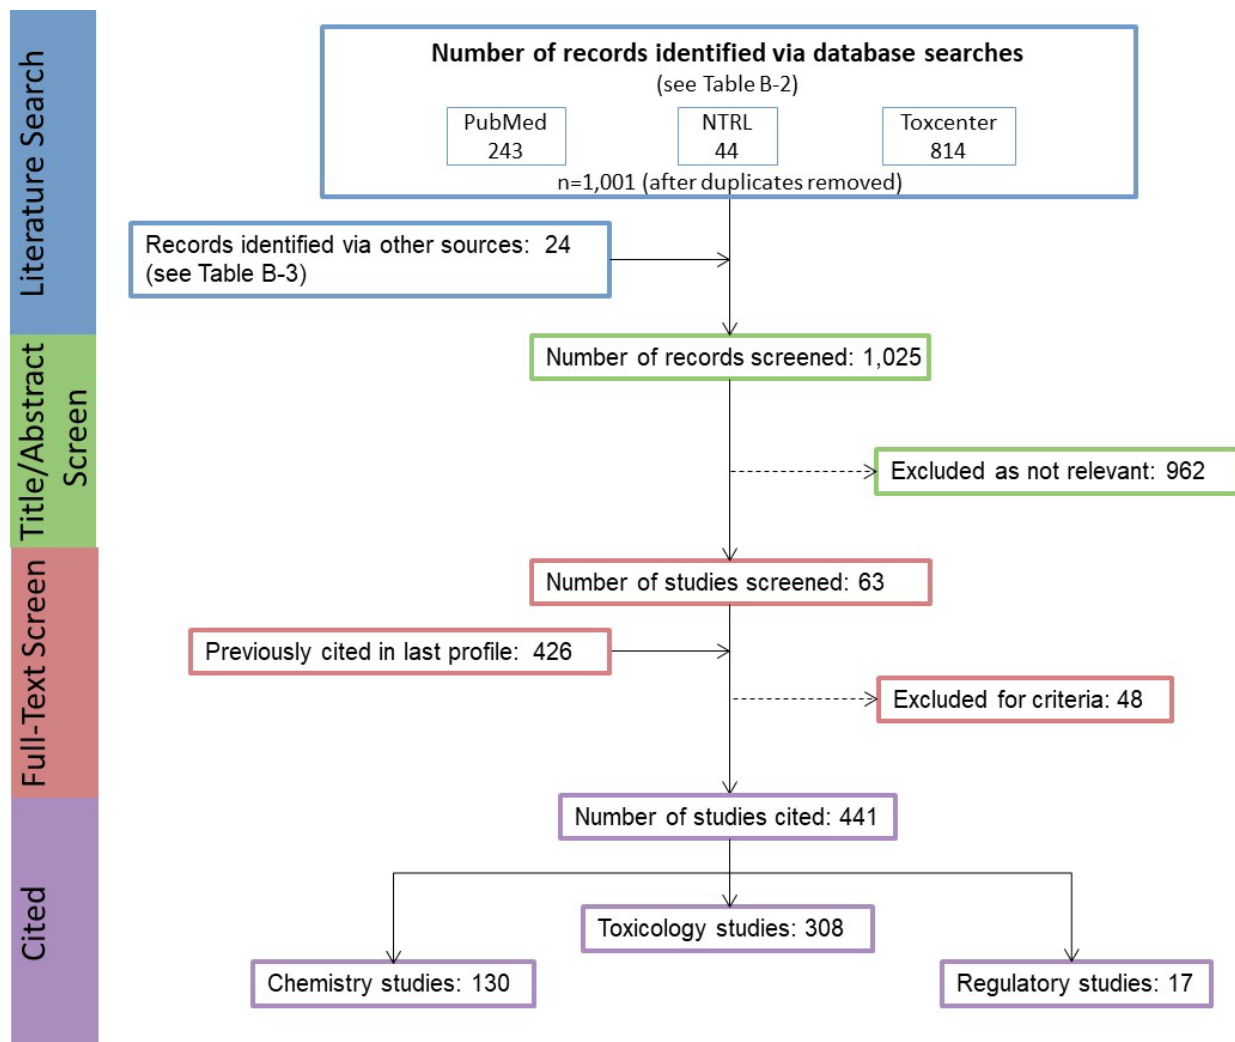 Literature Search
Number of records identified via database searches
(see Table B-2)
PubMed
243
NTRL
44
Toxcenter
814
n=1,001 (after duplicates removed)
Records identified via other sources: 24
(see Table B-3)
Title/Abstract
Screen
Number of records screened: 1,025
Excluded as not relevant: 962
Full-Text Screen
Number of studies screened: 63
Previously cited in last profile: 426
Excluded for criteria: 48
Cited
Number of studies cited: 441
Toxicology studies: 308
Chemistry studies: 130
Regulatory studies: 17